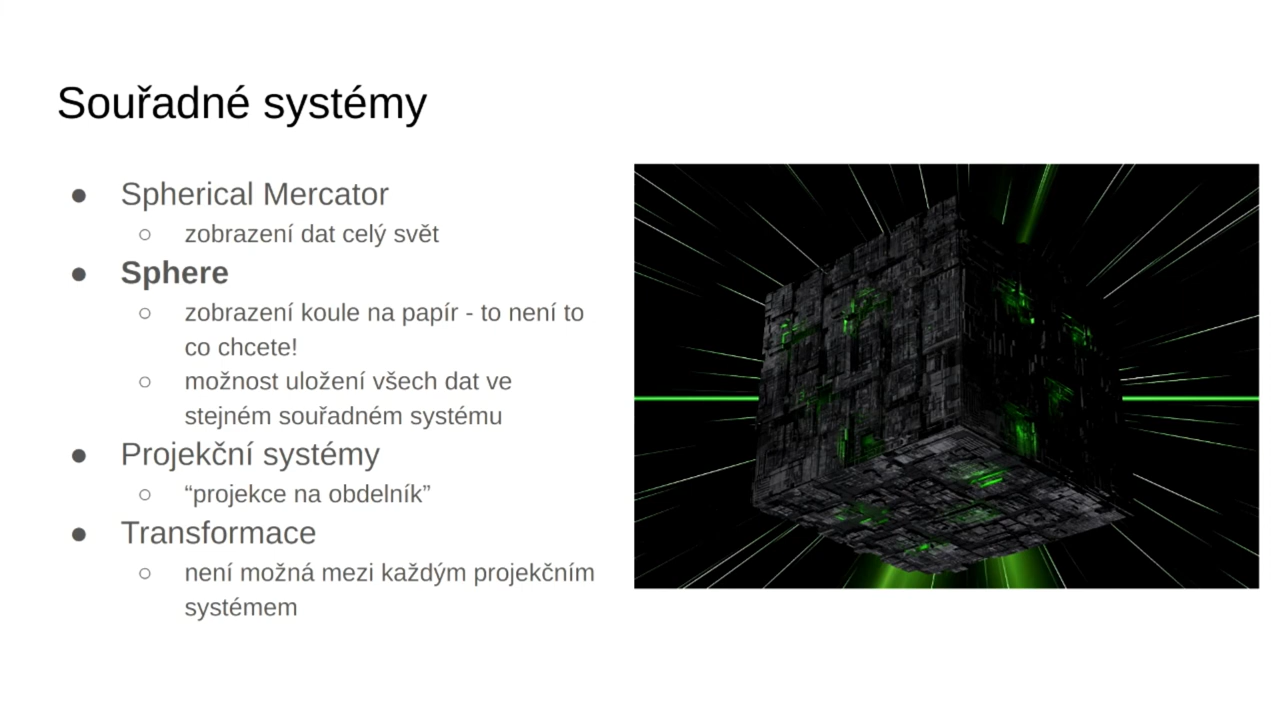 Souřadné systémy
● Spherical Mercator
○ zobrazení dat celý svět
● Sphere
○ zobrazení koule na papír - to není to
co chcete!
○ možnost uložení všech dat ve
stejném souřadném systému
● Projekční systémy
○ “projekce na obdelník”
● Transformace
○ není možná mezi každým projekčním
systémem